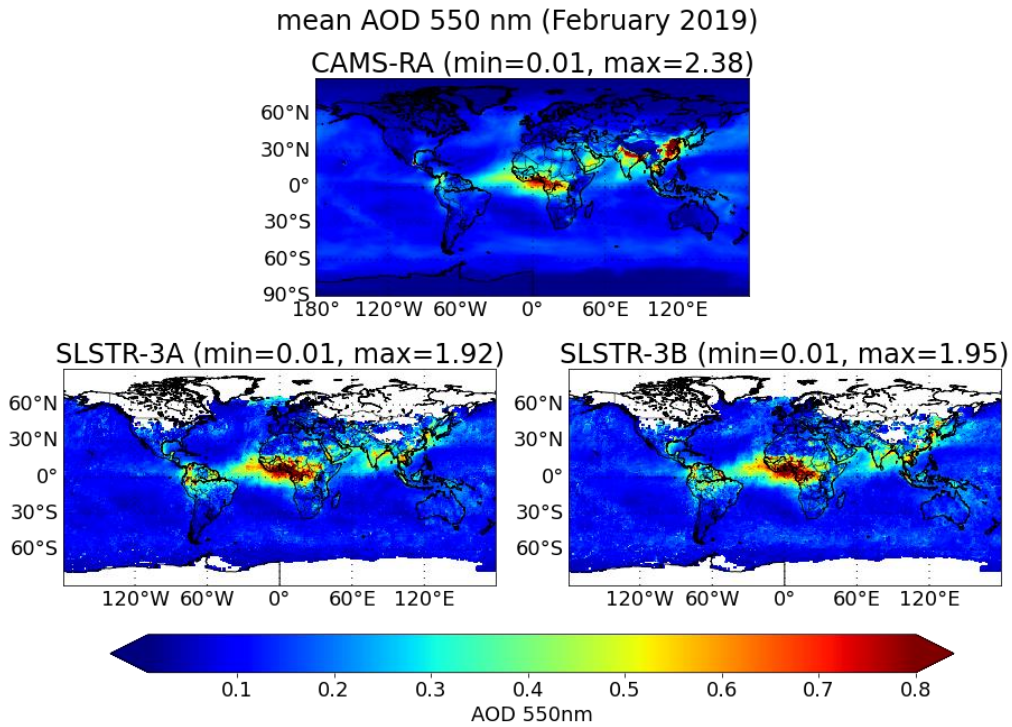 mean AOD 550 nm (February 2019)
CAMS-RA (min=0.01, max=2.38)
60°N
30°N
0°
30°S
60°S
90°S
180° 120°W 60°W 0° 60°E 120°E
SLSTR-3A (min=0.01, max=1.92)
60°N
30°N
0°
30°S
60°S
120°W 60°W 0° 60°E 120°E
SLSTR-3B (min=0.01, max=1.95)
60°N
30°N
0°
30°S
60°S
120°W 60°W 0° 60°E 120°E
0.1 0.2 0.3 0.4 0.5 0.6 0.7 0.8
AOD 550nm